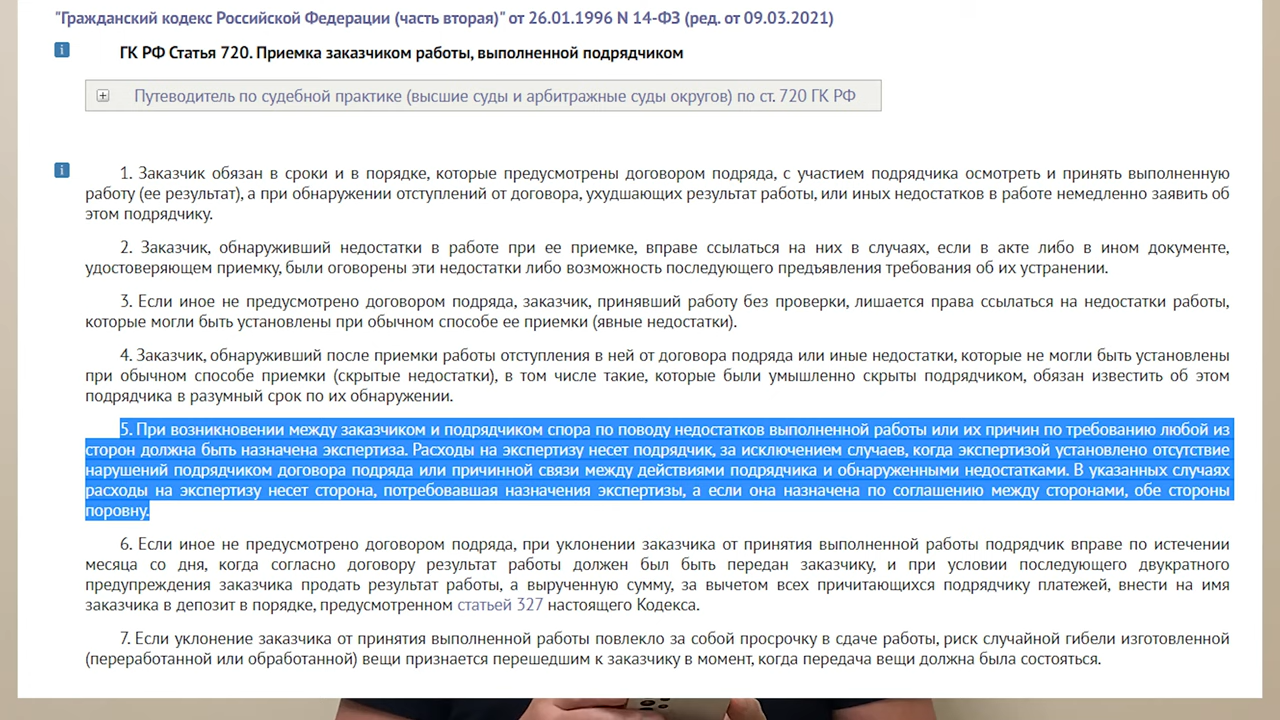 "Гражданский кодекс Российской Федерации (часть вторая)" от 26.01.1996 N 14-ФЗ (ред. от 09.03.2021)
ГК РФ Статья 720. Приемка заказчиком работы, выполненной подрядчиком
Путеводитель по судебной практике (высшие суды и арбитражные суды округов) по ст. 720 ГК РФ
1. Заказчик обязан в сроки и в порядке, которые предусмотрены договором подряда, с участием подрядчика осмотреть и принять выполненную
работу (ее результат), а при обнаружении отступлений от договора, ухудшающих результат работы, или иных недостатков в работе немедленно заявить об
этом подрядчику.
2. Заказчик, обнаруживший недостатки в работе при ее приемке, вправе ссылаться на них в случаях, если в акте либо в ином документе,
удостоверяющем приемку, были оговорены эти недостатки либо возможность последующего предъявления требования об их устранении.
3. Если иное не предусмотрено договором подряда, заказчик, принявший работу без проверки, лишается права ссылаться на недостатки работы,
которые могли быть установлены при обычном способе ее приемки (явные недостатки).
4. Заказчик, обнаруживший после приемки работы отступления в ней от договора подряда или иные недостатки, которые не могли быть установлены
при обычном способе приемки (скрытые недостатки), в том числе такие, которые были умышленно скрыты подрядчиком, обязан известить об этом
подрядчика в разумный срок по их обнаружении.
5. При возникновении между заказчиком и подрядчиком спора по поводу недостатков выполненной работы или их причин по требованию любой из
сторон должна быть назначена экспертиза. Расходы на экспертизу несет подрядчик, за исключением случаев, когда экспертизой установлено отсутствие
нарушений подрядчиком договора подряда или причинной связи между действиями подрядчика и обнаруженными недостатками. В указанных случаях
расходы на экспертизу несет сторона, потребовавшая назначения экспертизы, а если она назначена по соглашению между сторонами, обе стороны
поровну.
6. Если иное не предусмотрено договором подряда, при уклонении заказчика от принятия выполненной работы подрядчик вправе по истечении
месяца со дня, когда согласно договору результат работы должен был быть передан заказчику, и при условии последующего двукратного
предупреждения заказчика продать результат работы, а вырученную сумму, за вычетом всех причитающихся подрядчику платежей, внести на имя
заказчика в депозит в порядке, предусмотренном статьей 327 настоящего Кодекса.
7. Если уклонение заказчика от принятия выполненной работы повлекло за собой просрочку в сдаче работы, риск случайной гибели изготовленной
(переработанной или обработанной) вещи признается перешедшим к заказчику в момент, когда передача вещи должна была состояться.